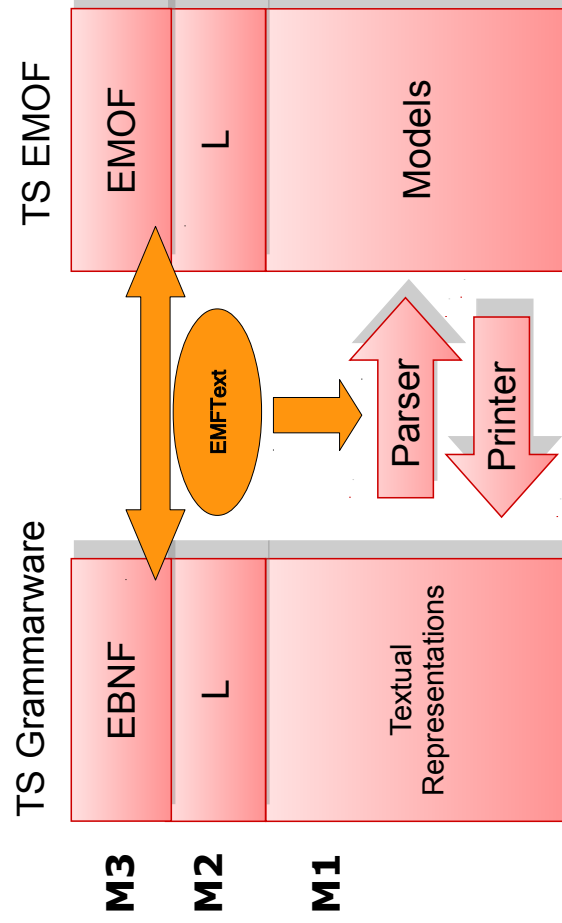 TS Grammarware
TS EMOF
M3
EBNF
EMOF
M2
L
EMFText
L
M1
Textual
Representations
Parser
Printer
Models